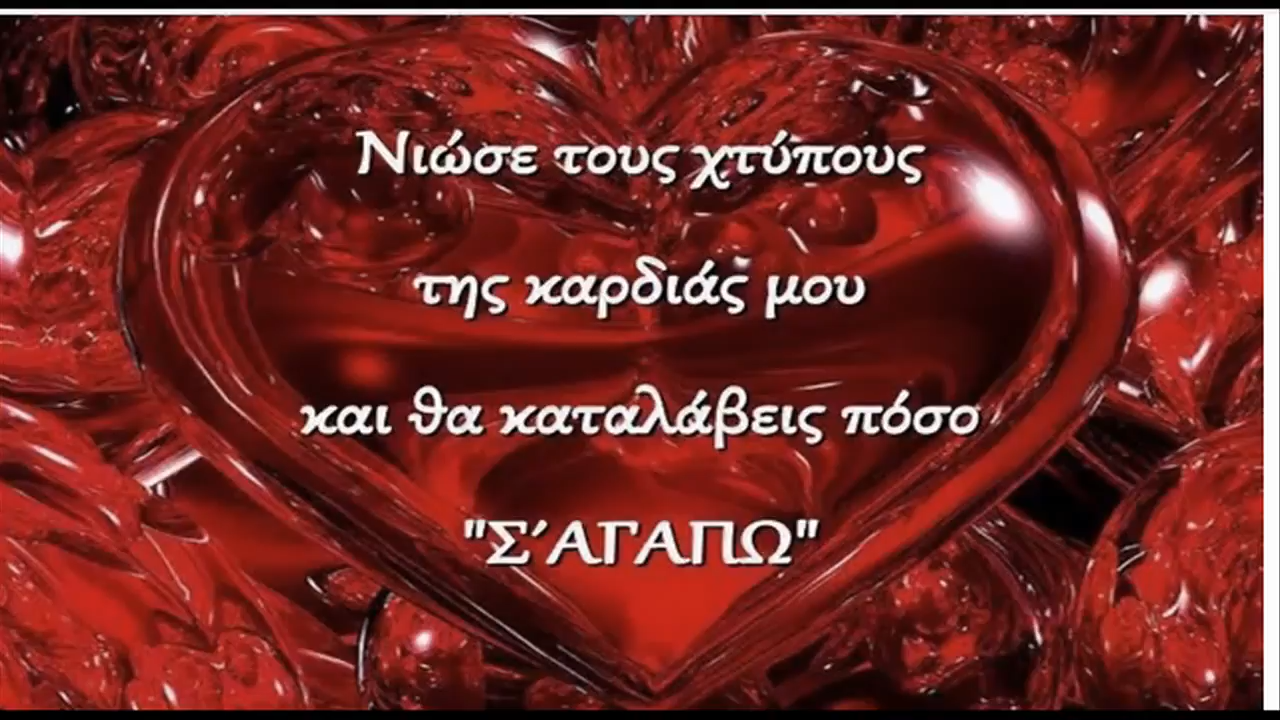 Νιώσε τους χτύπους
της καρδιάς μου
και θα καταλάβεις πόσο
"Σ΄ΑΓΑΠΩ"